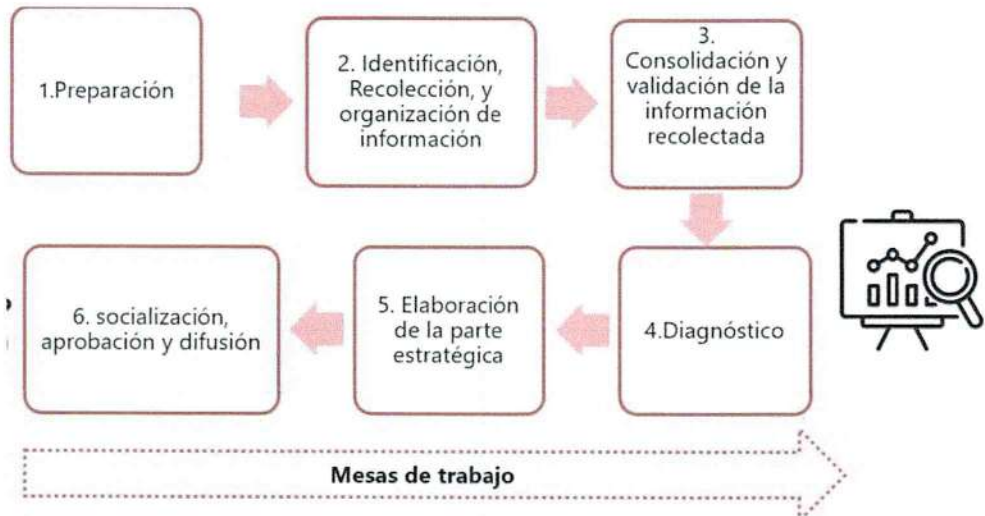 1.Preparación
2. Identificación,
Recolección, y
organización de
información
3.
Consolidación y
validación de la
información
recolectada
4.Diagnóstico
5. Elaboración
de la parte
estratégica
6. socialización,
aprobación y difusión
Mesas de trabajo